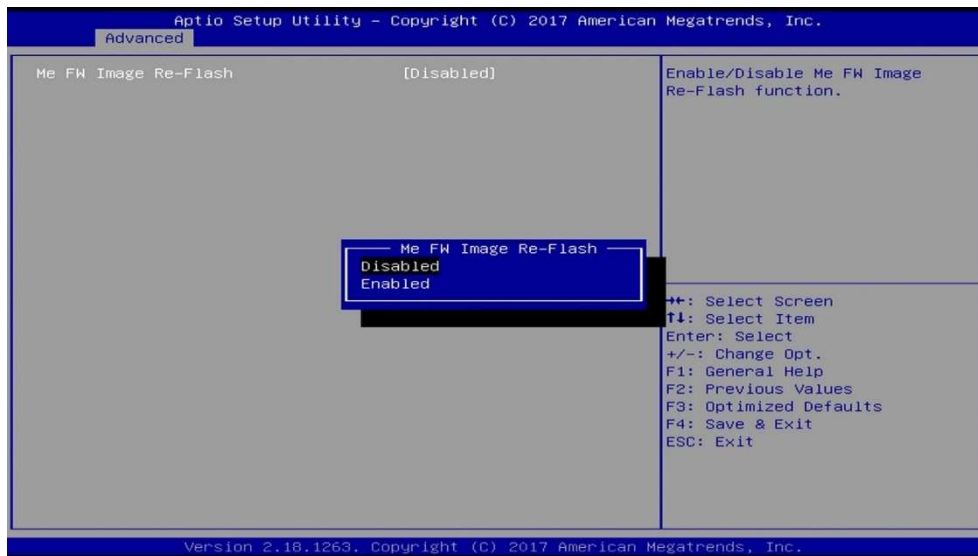 Aptio Setup Utility – Copyright (C) 2017 American Megatrends, Inc.
Advanced
Me FW Image Re-Flash [Disabled]
Enable/Disable Me FW Image
Re-Flash function.
Me FW Image Re-Flash
Disabled
Enabled
→←: Select Screen
↑↓: Select Item
Enter: Select
+/-: Change Opt.
F1: General Help
F2: Previous Values
F3: Optimized Defaults
F4: Save & Exit
ESC: Exit
Version 2.18.1263. Copyright (C) 2017 American Megatrends, Inc.